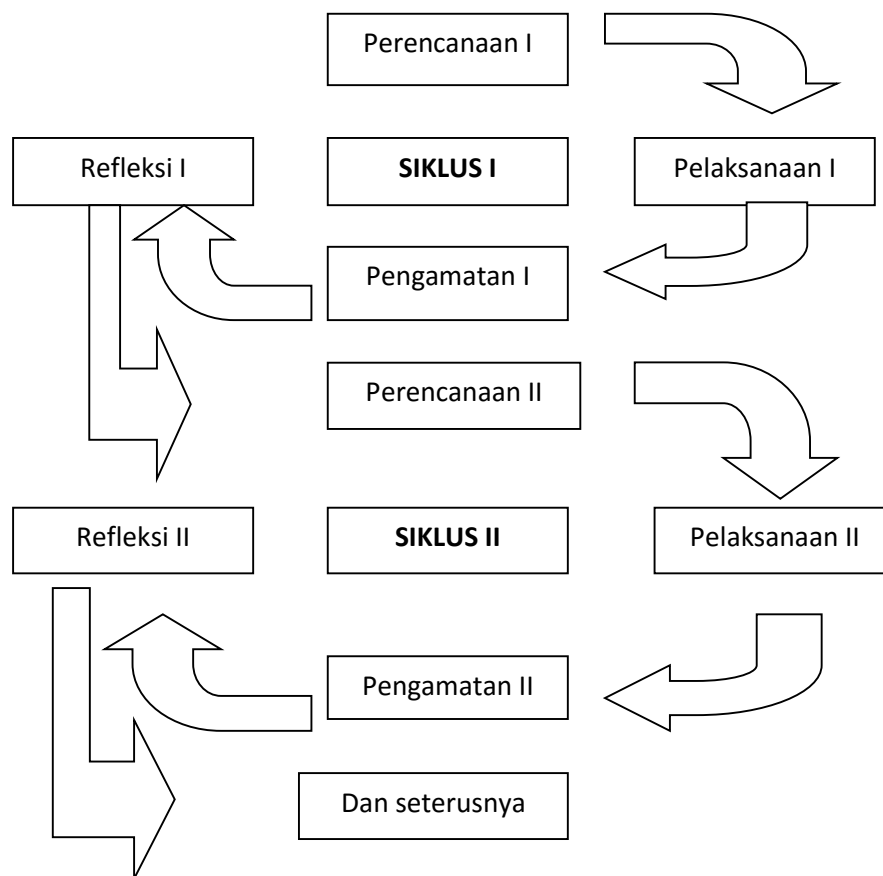 Perencanaan I
Refleksi I
SIKLUS I
Pelaksanaan I
Pengamatan I
Perencanaan II
Refleksi II
SIKLUS II
Pelaksanaan II
Pengamatan II
Dan seterusnya